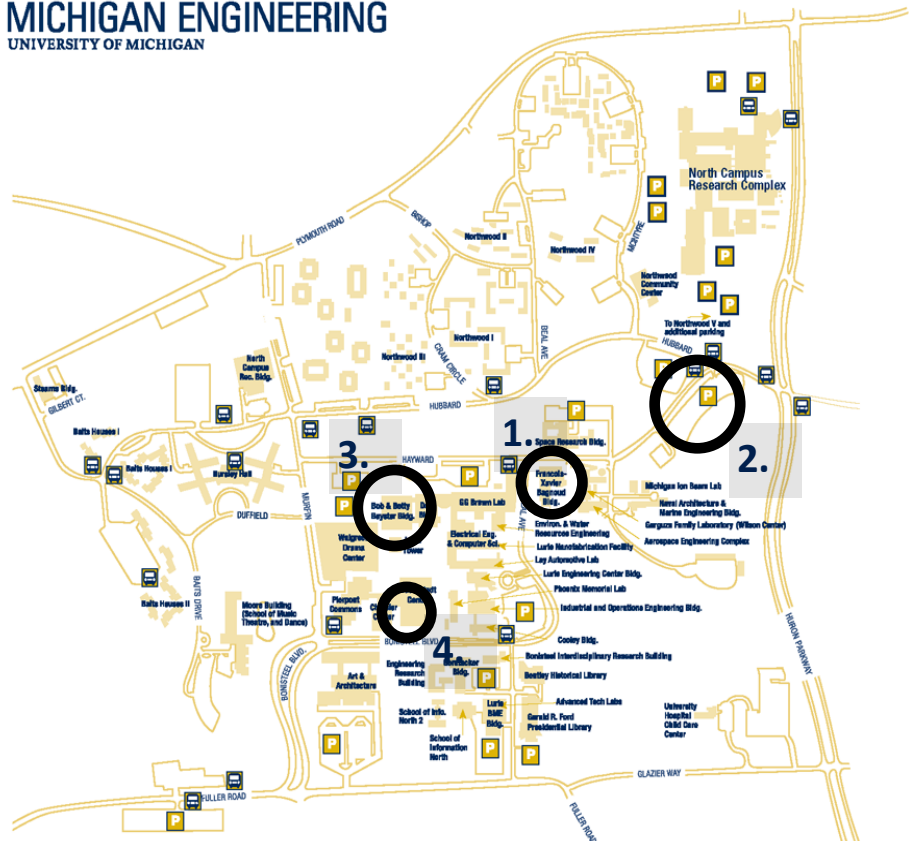 MICHIGAN ENGINEERING
UNIVERSITY OF MICHIGAN
P P
North Campus
Research Complex
P
P
PLYMOUTH ROAD
BISHOP
Northwood II
Northwood IV
MCINTYRE
P
Northwood
Community
Center
P
P
To Northwood V and
additional parking
HUBBARD
Northwood I
BEAL AVE
CRAM CIRCLE
Northwood III
North
Campus
Rec. Bldg.
Stearns Bldg.
GILBERT CT.
HUBBARD
P
P
Baits Houses I
Baits Houses I
Bursley Hall
1.
Space Research Bldg.
2.
3.
HAYWARD
P
P
P
Francois-
Xavier
Bagnoud
Bldg.
Michigan Ion Beam Lab
Naval Architecture &
Marine Engineering Bldg.
Gorguze Family Laboratory (Wilson Center)
Aerospace Engineering Complex
DUFFIELD
MURFIN
Bob & Betty
Beyster Bldg.
GG Brown Lab
Environ. & Water
Resources Engineering
Electrical Eng.
& Computer Sci.
Walgreen
Drama
Center
Tower
Lurie Nanofabrication Facility
Lay Automotive Lab
Lurie Engineering Center Bldg.
Phoenix Memorial Lab
Baits Houses II
BAITS DRIVE
Moore Building
(School of Music
Theatre, and Dance)
Pierpont
Commons
P
Industrial and Operations Engineering Bldg.
4.
Cooley Bldg.
BONISTEEL BLVD.
HURON PARKWAY
Bonisteel Interdisciplinary Research Building
Engineering
Research
Building
Bldg.
P
Bentley Historical Library
Art &
Architecture
Advanced Tech Labs
Lurie
BME
Bldg.
School of Info.
North 2
Gerald R. Ford
Presidential Library
University
Hospital
Child Care
Center
School of
Information
North
P
P
P
GLAZIER WAY
FULLER ROAD
P
FULLER ROAD